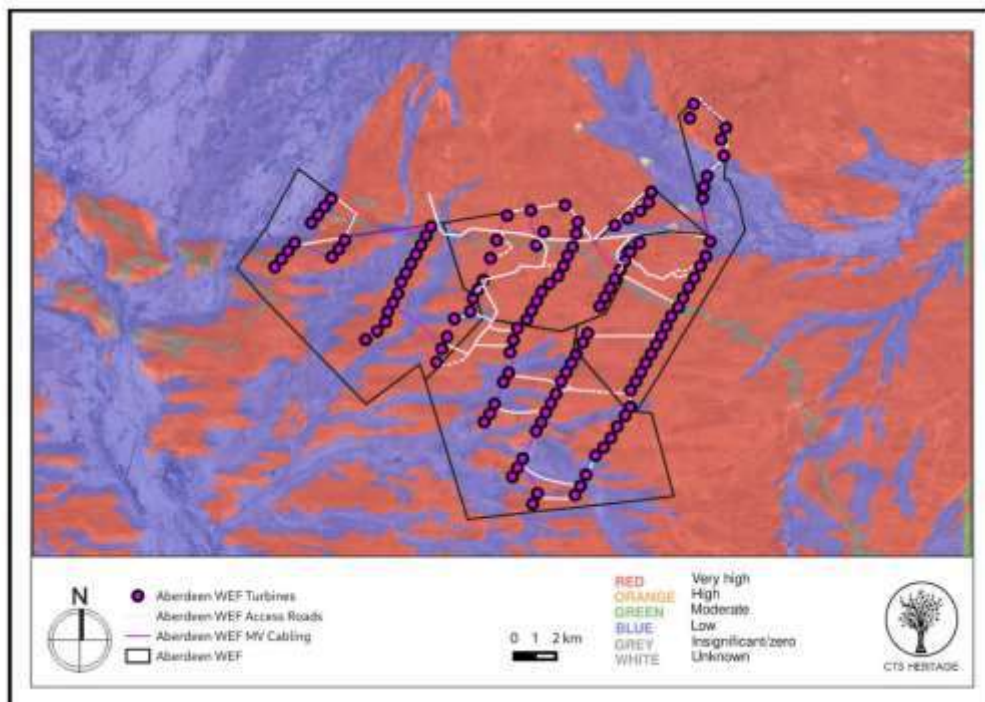 N
Aberdeen WEF Turbines
Aberdeen WEF Access Roads
Aberdeen WEF MV Cabling
Aberdeen WEF
0 1 2 km
RED Very high
ORANGE High
GREEN Moderate
BLUE Low
GREY Insignificant/zero
WHITE Unknown
CTS HERITAGE